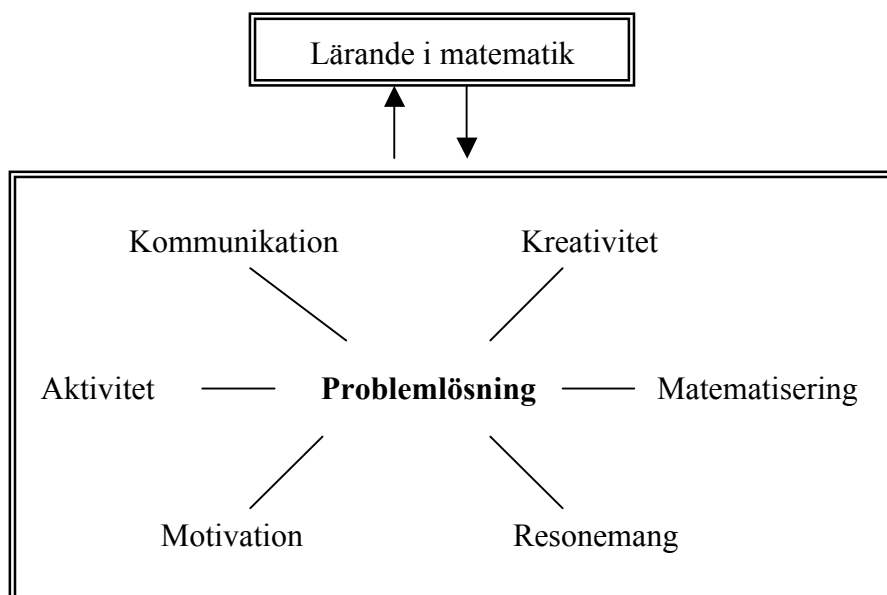 Lärande i matematik
Kommunikation Kreativitet
Aktivitet Problemlösning Matematisering
Motivation Resonemang